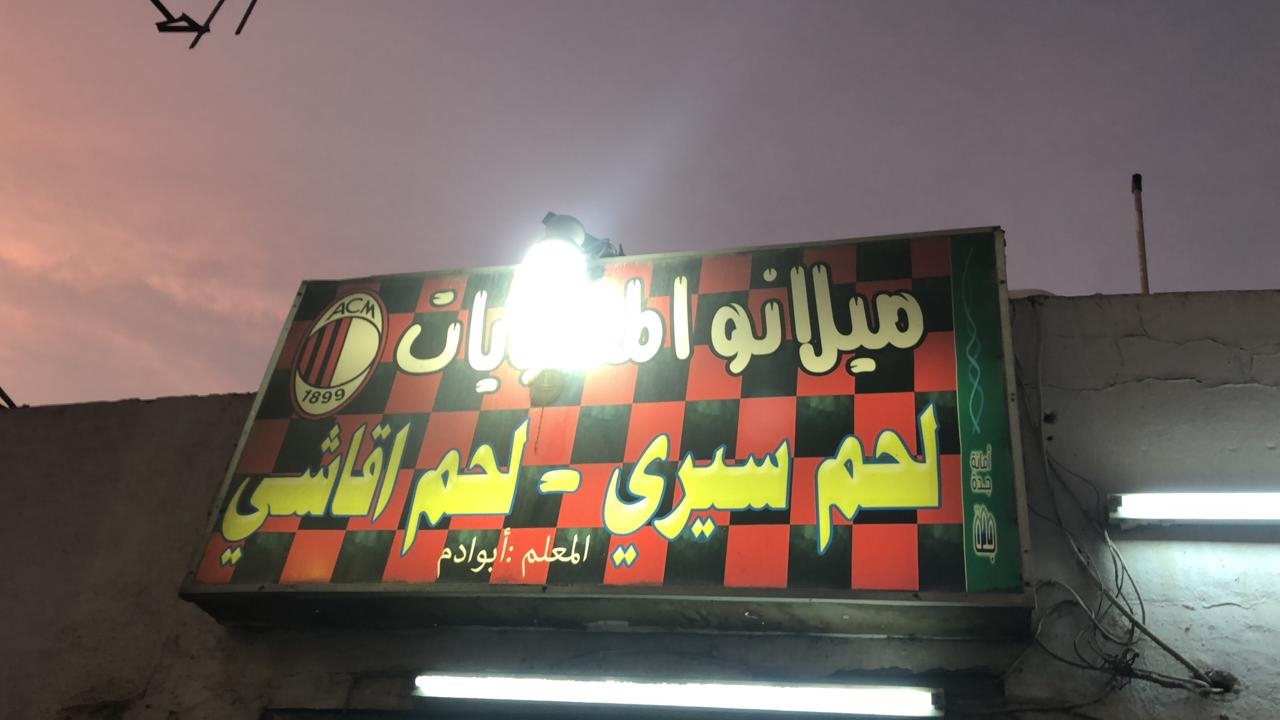 ميلانو
لحم سيري - لحم اقاشي
المعلم :أبوادم
ACM
1899
أمانة
جدة